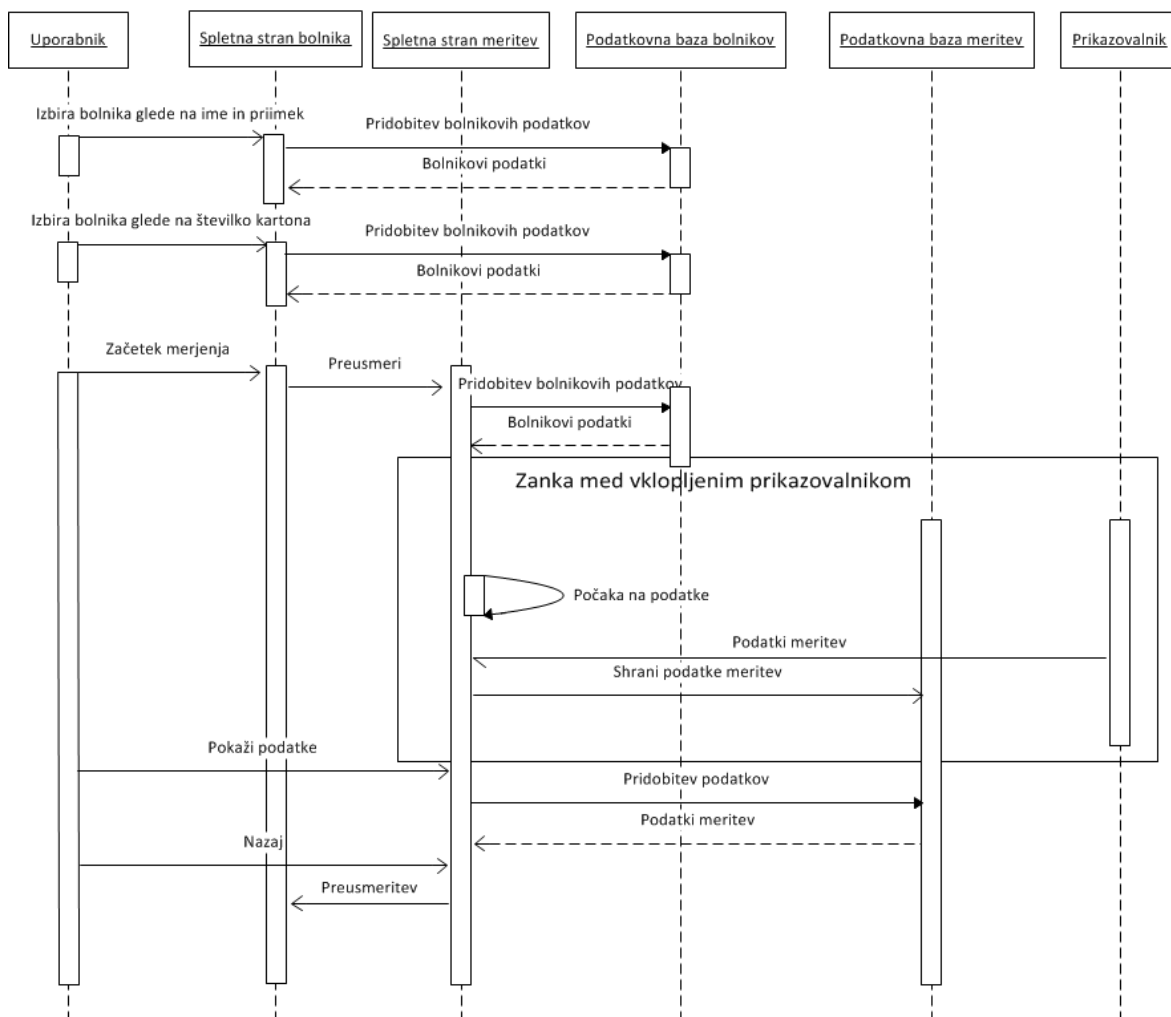 Uporabnik
Spletna stran bolnika
Spletna stran meritev
Podatkovna baza bolnikov
Podatkovna baza meritev
Prikazovalnik
Izbira bolnika glede na ime in priimek
Pridobitev bolnikovih podatkov
Bolnikovi podatki
Izbira bolnika glede na številko kartona
Pridobitev bolnikovih podatkov
Bolnikovi podatki
Začetek merjenja
Preusmeri
Pridobitev bolnikovih podatkov
Bolnikovi podatki
Zanka med vklopljenim prikazovalnikom
Počaka na podatke
Podatki meritev
Shrani podatke meritev
Pokaži podatke
Pridobitev podatkov
Podatki meritev
Nazaj
Preusmeritev